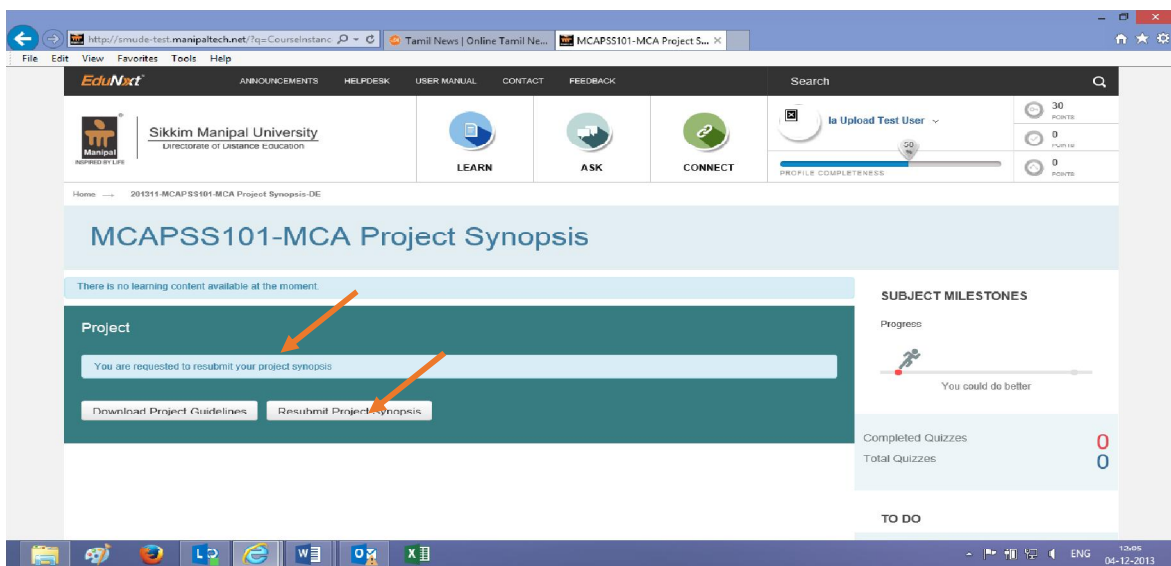 http://smude-test.manipaltech.net/?q=CourseInstanc
Tamil News | Online Tamil Ne...
MCAPSS101-MCA Project S...
File Edit View Favorites Tools Help
EduNxt ANNOUNCEMENTS HELPDESK USER MANUAL CONTACT FEEDBACK Search
Manipal
INSPIRED BY LIFE
Sikkim Manipal University
Directorate of Distance Education
LEARN ASK CONNECT
la Upload Test User
50
%
PROFILE COMPLETENESS
30
POINTS
0
POINTS
0
POINTS
Home → 201311-MCAPSS101-MCA Project Synopsis-DE
MCAPSS101-MCA Project Synopsis
There is no learning content available at the moment.
Project
You are requested to resubmit your project synopsis
Download Project Guidelines Resubmit Project Synopsis
SUBJECT MILESTONES
Progress
You could do better
Completed Quizzes 0
Total Quizzes 0
TO DO
ENG
12:05
04-12-2013